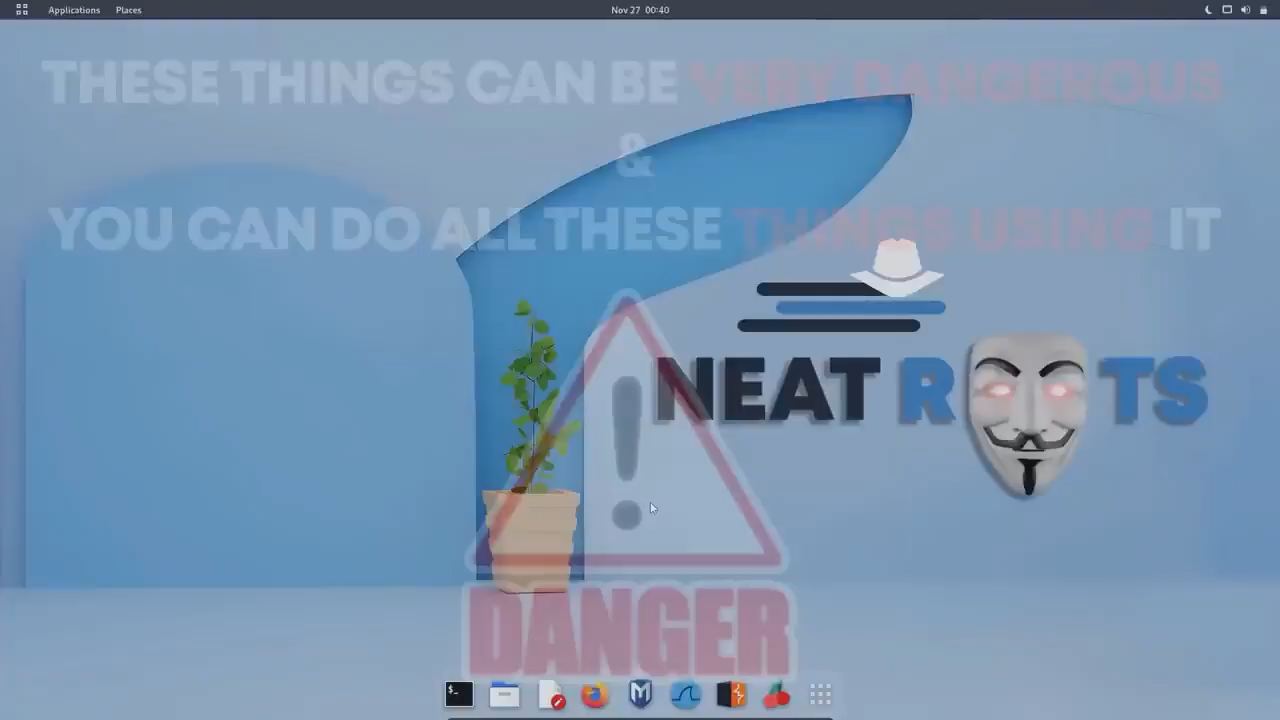 Applications Places Nov 27 00:40
THESE THINGS CAN BE VERY DANGEROUS
&
YOU CAN DO ALL THESE THINGS USING IT
NEAT ROOTS
!
DANGER
$_